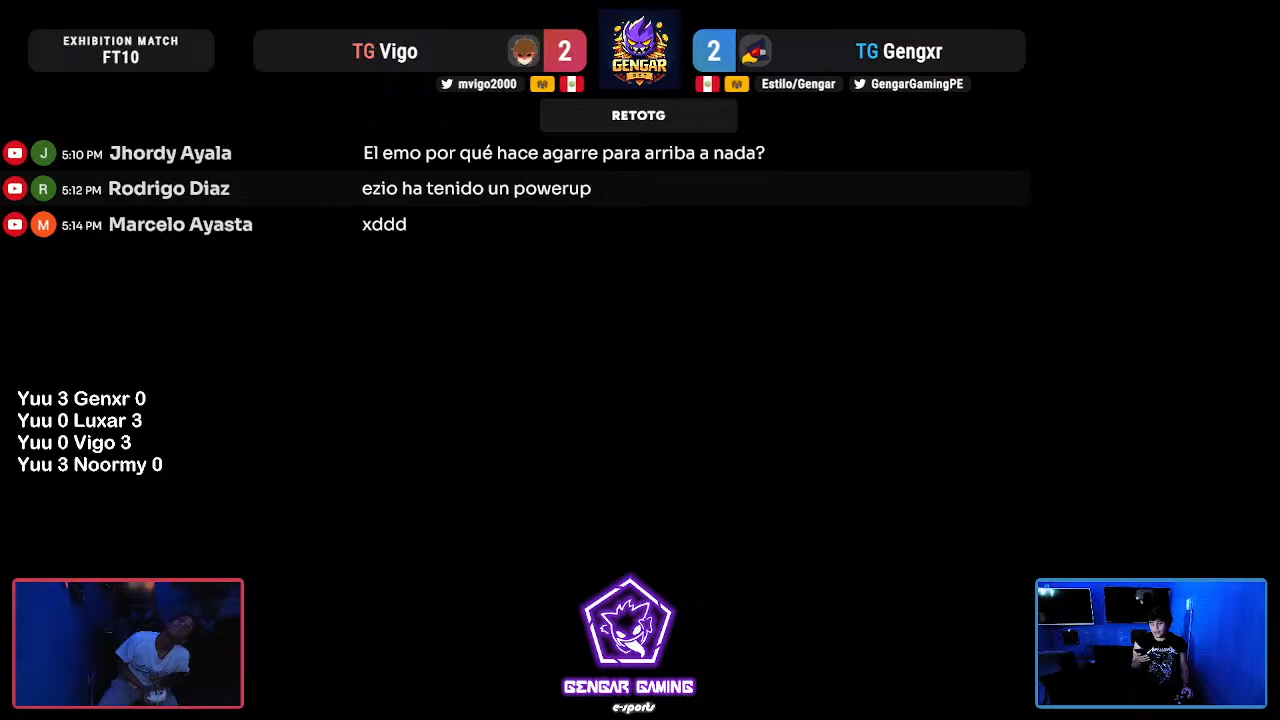 EXHIBITION MATCH
FT10
TG Vigo
2
GENGAR
BET
2
TG Gengxr
mvigo2000
Estilo/Gengar
GengarGamingPE
RETOTG
J 5:10 PM Jhordy Ayala El emo por qué hace agarre para arriba a nada?
R 5:12 PM Rodrigo Diaz ezio ha tenido un powerup
M 5:14 PM Marcelo Ayasta xddd
Yuu 3 Genxr 0
Yuu 0 Luxar 3
Yuu 0 Vigo 3
Yuu 3 Noormy 0
GENGAR GAMING
e-sports